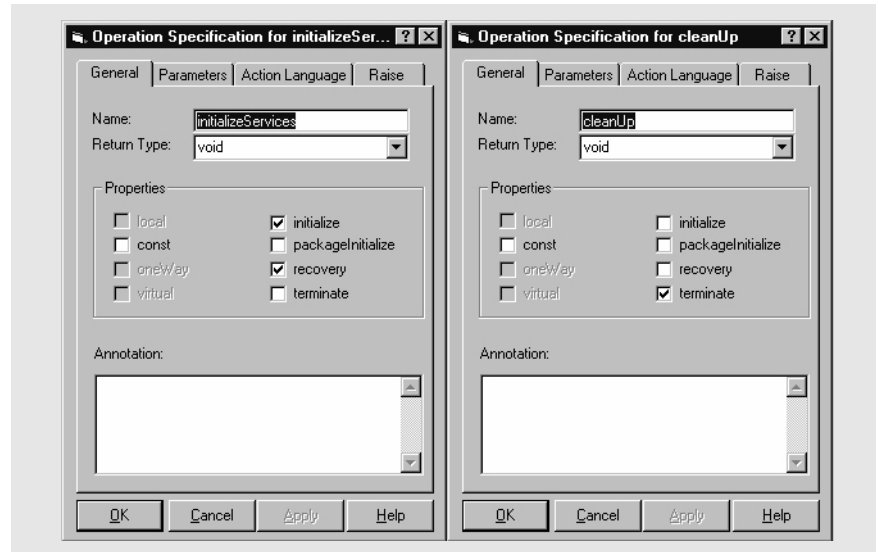 Operation Specification for initializeSer...
General Parameters Action Language Raise
Name: initializeServices
Return Type: void
Properties
local initialize
const packageInitialize
oneWay recovery
virtual terminate
Annotation:
OK Cancel Apply Help
Operation Specification for cleanUp
General Parameters Action Language Raise
Name: cleanUp
Return Type: void
Properties
local initialize
const packageInitialize
oneWay recovery
virtual terminate
Annotation:
OK Cancel Apply Help